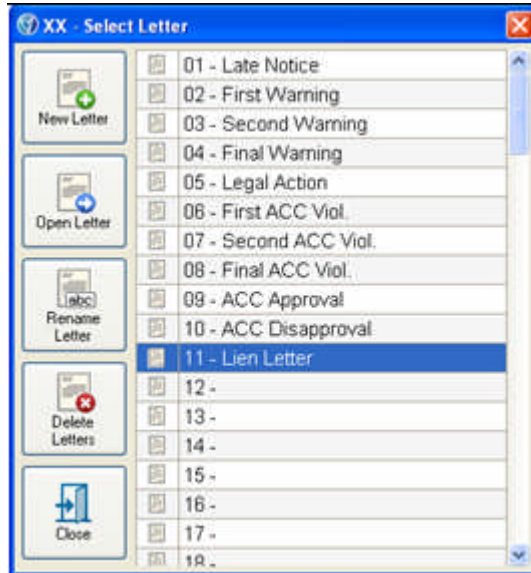 XX - Select Letter
New Letter
Open Letter
abc
Rename
Letter
Delete
Letters
Close
01 - Late Notice
02 - First Warning
03 - Second Warning
04 - Final Warning
05 - Legal Action
06 - First ACC Viol.
07 - Second ACC Viol.
08 - Final ACC Viol.
09 - ACC Approval
10 - ACC Disapproval
11 - Lien Letter
12 -
13 -
14 -
15 -
16 -
17 -
18 -